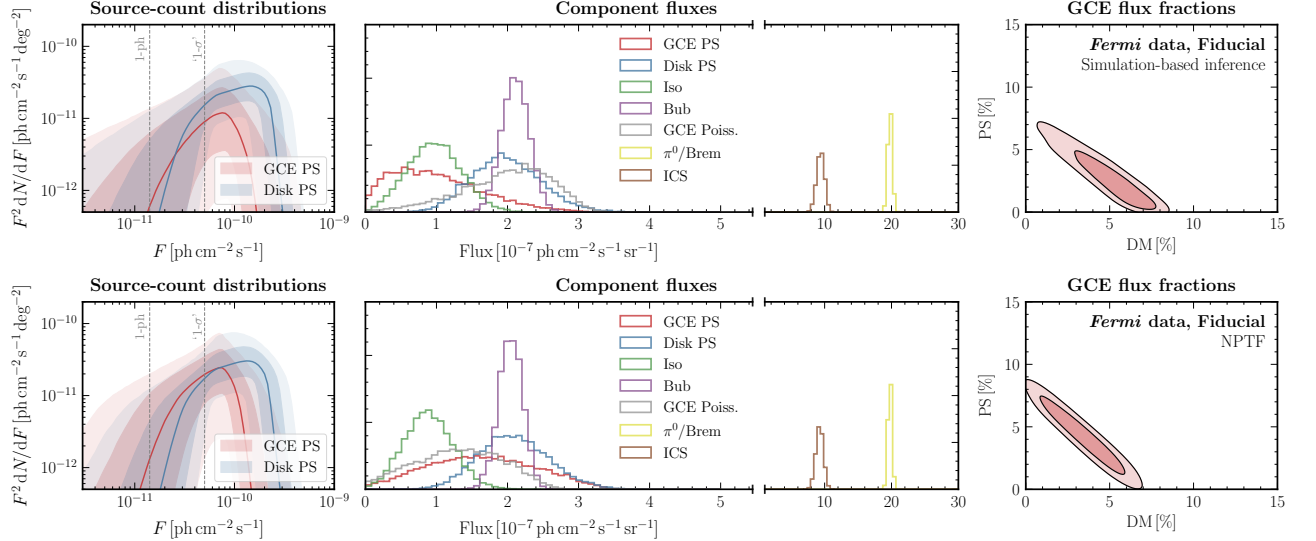 Source-count distributions
Component fluxes
GCE flux fractions
F² dN/dF [ph cm⁻² s⁻¹ deg⁻²]
10⁻¹⁰
10⁻¹¹
10⁻¹²
1-ph
'1-σ'
GCE PS
Disk PS
10⁻¹¹ 10⁻¹⁰ 10⁻⁹
F [ph cm⁻² s⁻¹]
GCE PS
Disk PS
Iso
Bub
GCE Poiss.
π⁰/Brem
ICS
0 1 2 3 4 5 10 20 30
Flux [10⁻⁷ ph cm⁻² s⁻¹ sr⁻¹]
Fermi data, Fiducial
Simulation-based inference
PS [%]
15
10
5
0
0 5 10 15
DM [%]
Source-count distributions
Component fluxes
GCE flux fractions
F² dN/dF [ph cm⁻² s⁻¹ deg⁻²]
10⁻¹⁰
10⁻¹¹
10⁻¹²
1-ph
'1-σ'
GCE PS
Disk PS
10⁻¹¹ 10⁻¹⁰ 10⁻⁹
F [ph cm⁻² s⁻¹]
GCE PS
Disk PS
Iso
Bub
GCE Poiss.
π⁰/Brem
ICS
0 1 2 3 4 5 10 20 30
Flux [10⁻⁷ ph cm⁻² s⁻¹ sr⁻¹]
Fermi data, Fiducial
NPTF
PS [%]
15
10
5
0
0 5 10 15
DM [%]